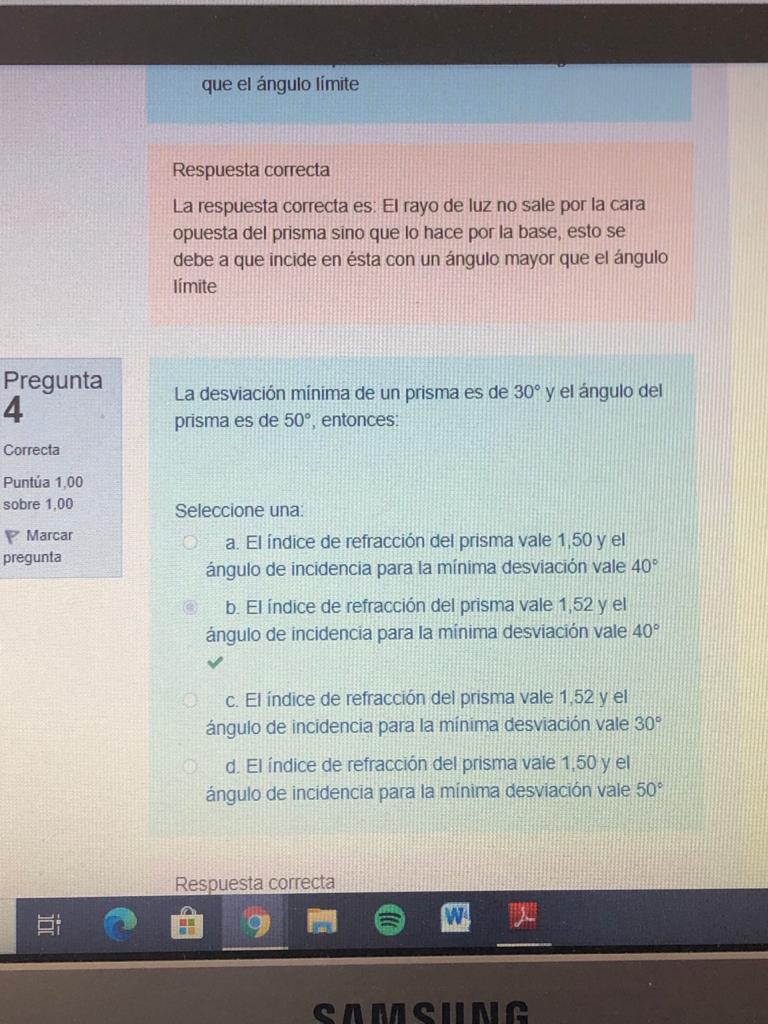 que el ángulo límite
Respuesta correcta
La respuesta correcta es: El rayo de luz no sale por la cara
opuesta del prisma sino que lo hace por la base, esto se
debe a que incide en ésta con un ángulo mayor que el ángulo
límite
Pregunta
4
Correcta
Puntúa 1,00
sobre 1,00
Marcar
pregunta
La desviación mínima de un prisma es de 30° y el ángulo del
prisma es de 50°, entonces:
Seleccione una:
a. El índice de refracción del prisma vale 1,50 y el
ángulo de incidencia para la mínima desviación vale 40°
b. El índice de refracción del prisma vale 1,52 y el
ángulo de incidencia para la mínima desviación vale 40°
c. El índice de refracción del prisma vale 1,52 y el
ángulo de incidencia para la mínima desviación vale 30°
d. El índice de refracción del prisma vale 1,50 y el
ángulo de incidencia para la mínima desviación vale 50°
Respuesta correcta
W
SAMSUNG